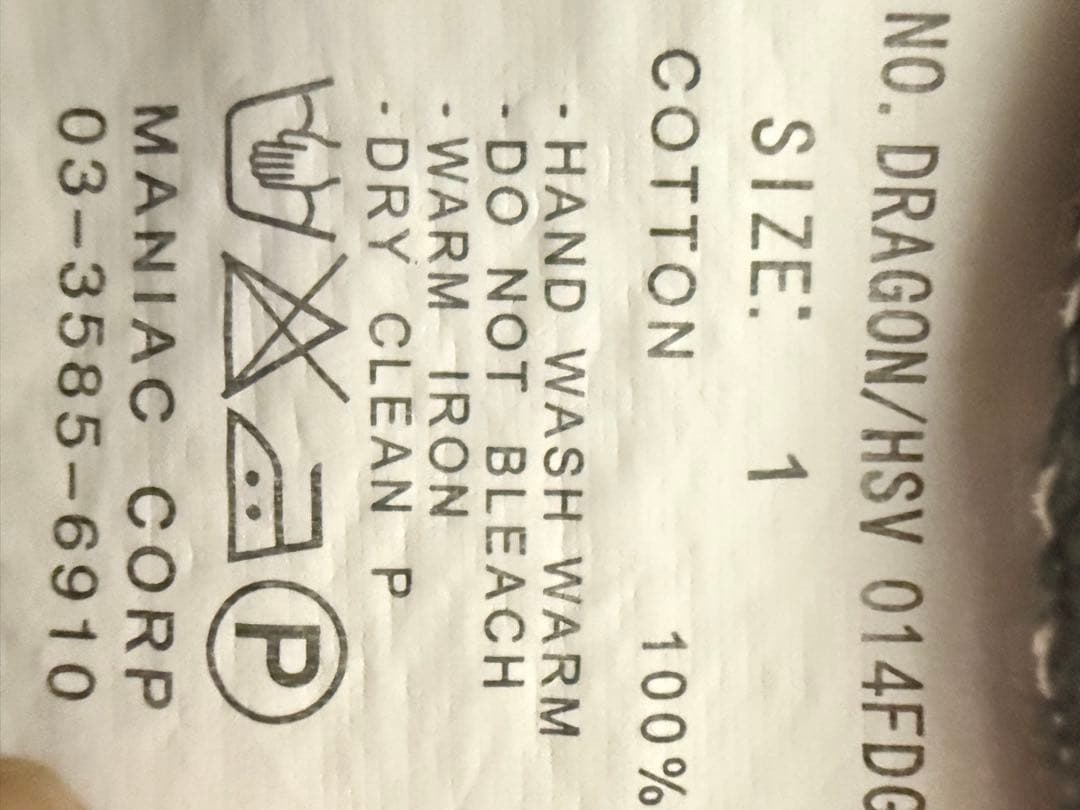 NO. DRAGON/HSV 014FDG
SIZE: 1
COTTON 100%
- HAND WASH WARM
- DO NOT BLEACH
- WARM IRON
- DRY CLEAN P
P
MANIAC CORP
03-3585-6910